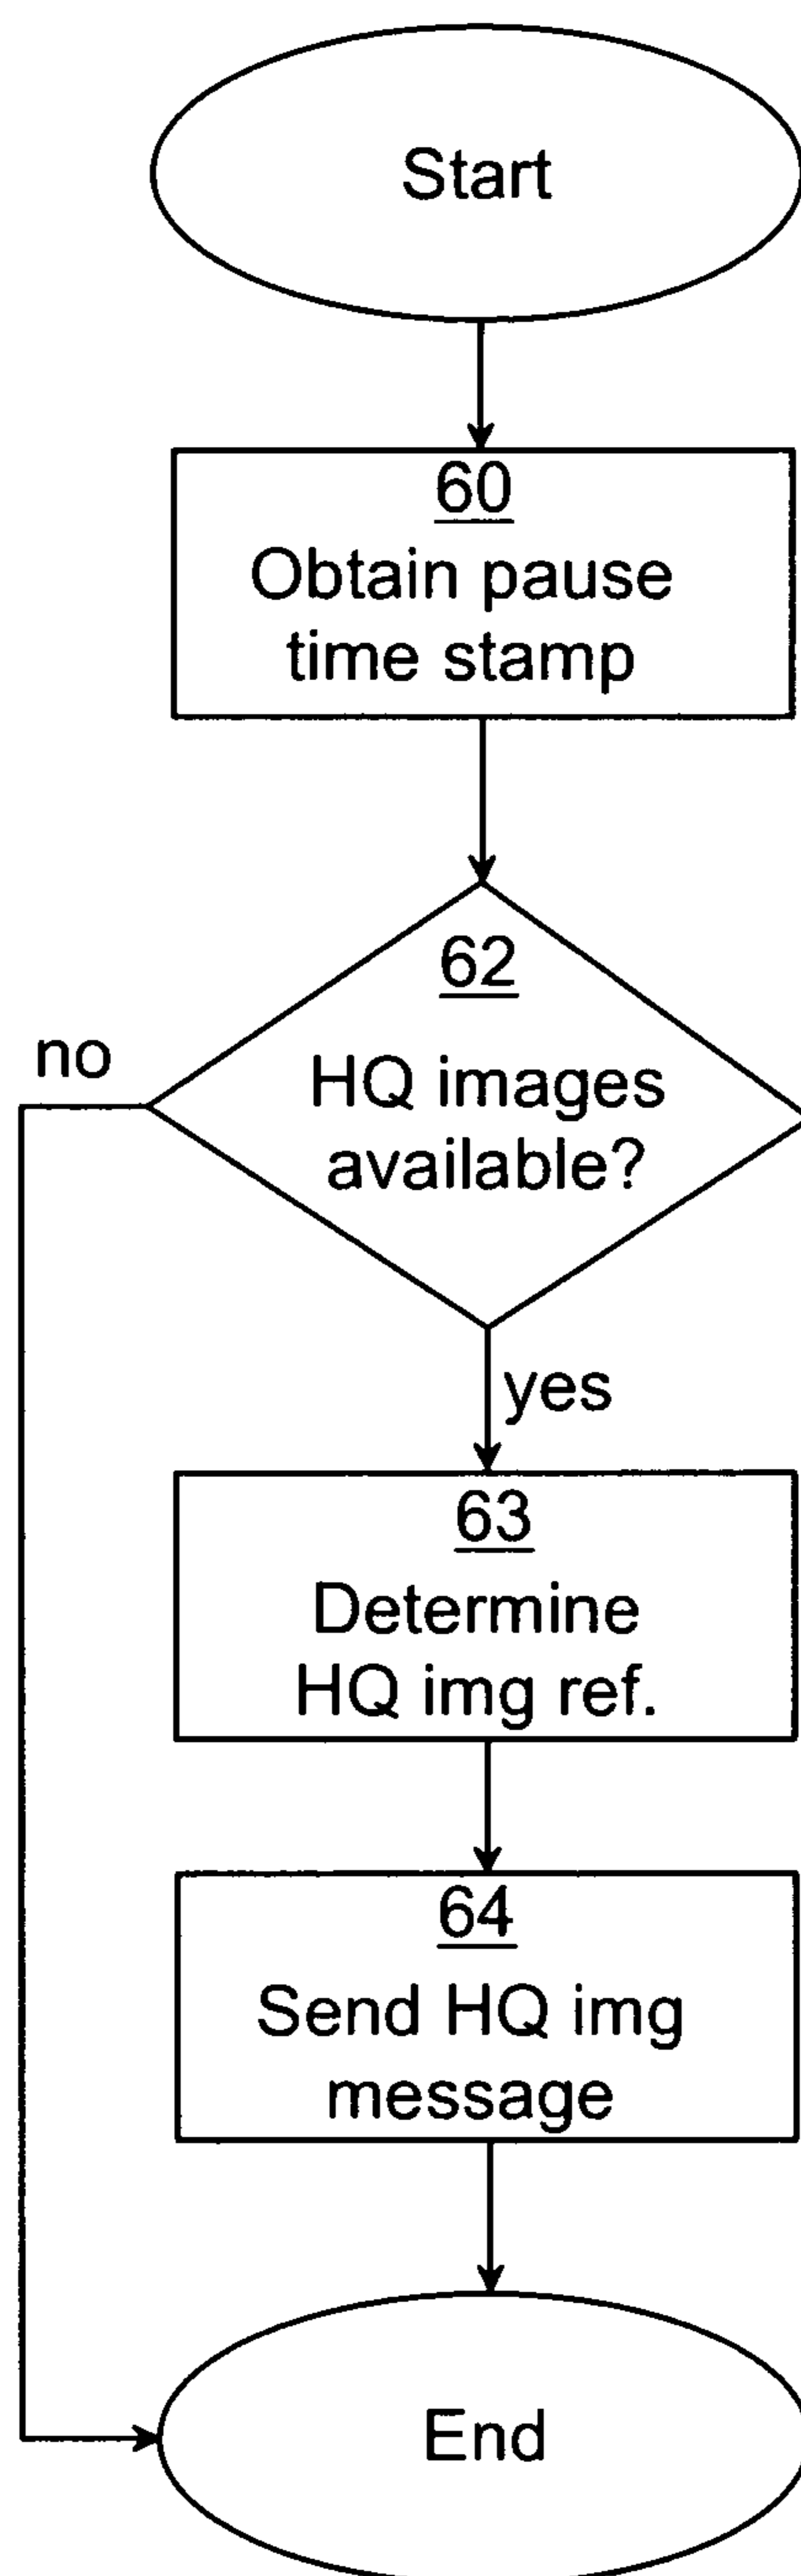 Start
60
Obtain pause
time stamp
62
no
HQ images
available?
yes
63
Determine
HQ img ref.
64
Send HQ img
message
End